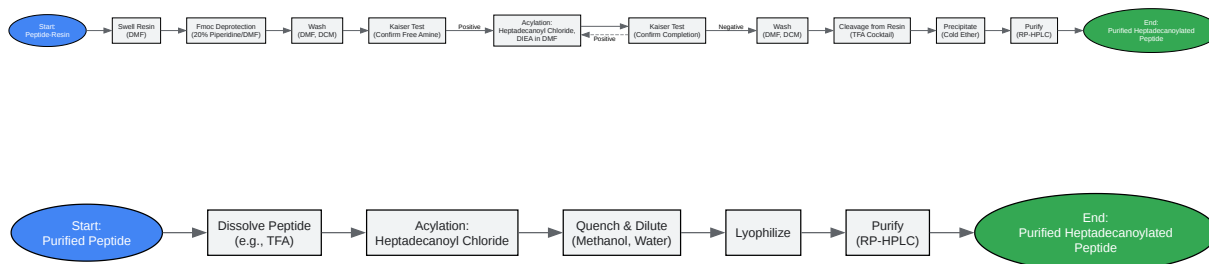 Start:
Peptide-Resin
Swell Resin
(DMF)
Fmoc Deprotection
(20% Piperidine/DMF)
Wash
(DMF, DCM)
Kaiser Test
(Confirm Free Amine)
Positive
Acylation:
Heptadecanoyl Chloride,
DIEA in DMF
Positive
Kaiser Test
(Confirm Completion)
Negative
Wash
(DMF, DCM)
Cleavage from Resin
(TFA Cocktail)
Precipitate
(Cold Ether)
Purify
(RP-HPLC)
End:
Purified Heptadecanoylated
Peptide
Start:
Purified Peptide
Dissolve Peptide
(e.g., TFA)
Acylation:
Heptadecanoyl Chloride
Quench & Dilute
(Methanol, Water)
Lyophilize
Purify
(RP-HPLC)
End:
Purified Heptadecanoylated
Peptide